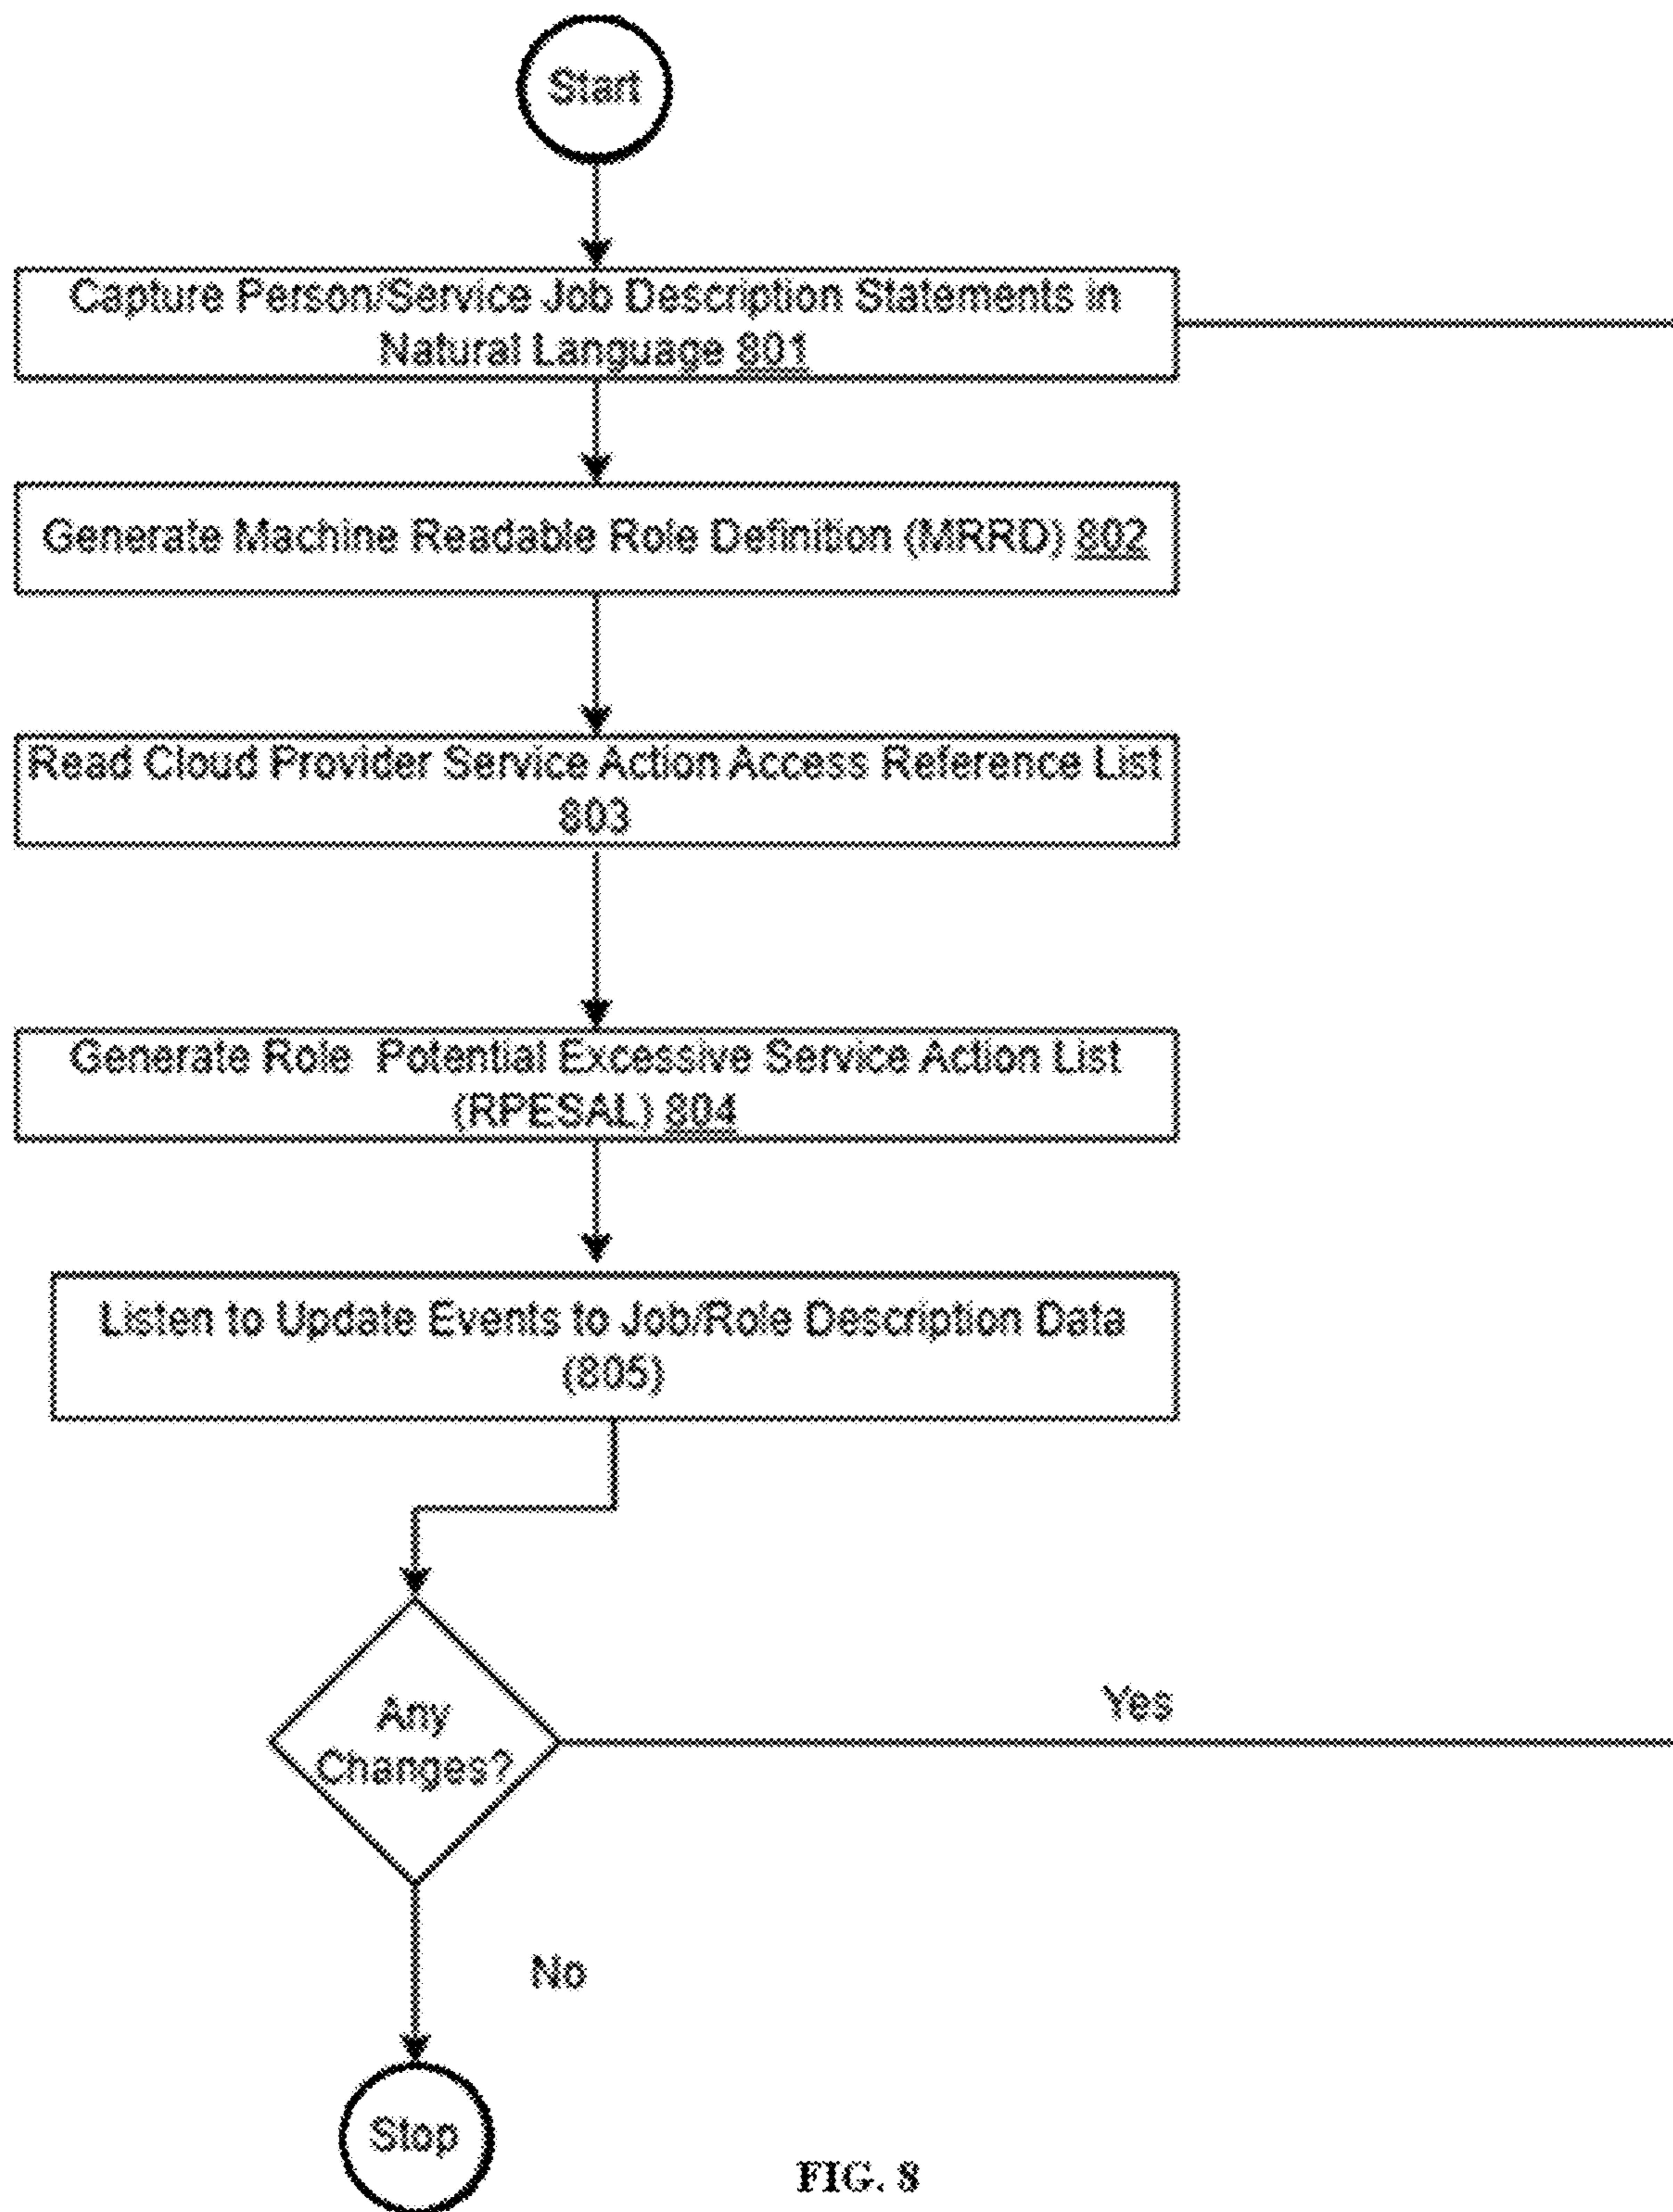 Start
Capture Person/Service Job Description Statements in
Natural Language 801
Generate Machine Readable Role Definition (MRRD) 802
Read Cloud Provider Service Action Access Reference List
803
Generate Role Potential Excessive Service Action List
(RPESAL) 804
Listen to Update Events to Job/Role Description Data
(805)
Any
Changes?
Yes
No
Stop
FIG. 8